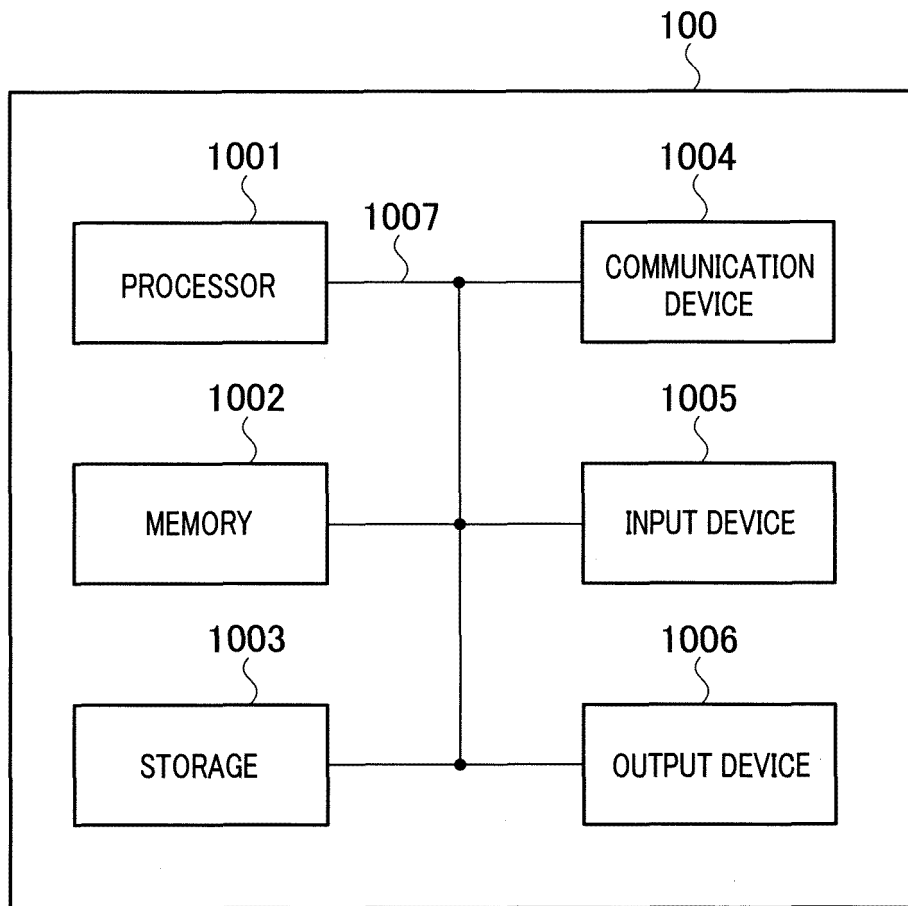 100
1001
1004
1007
PROCESSOR
COMMUNICATION
DEVICE
1002
1005
MEMORY
INPUT DEVICE
1003
1006
STORAGE
OUTPUT DEVICE